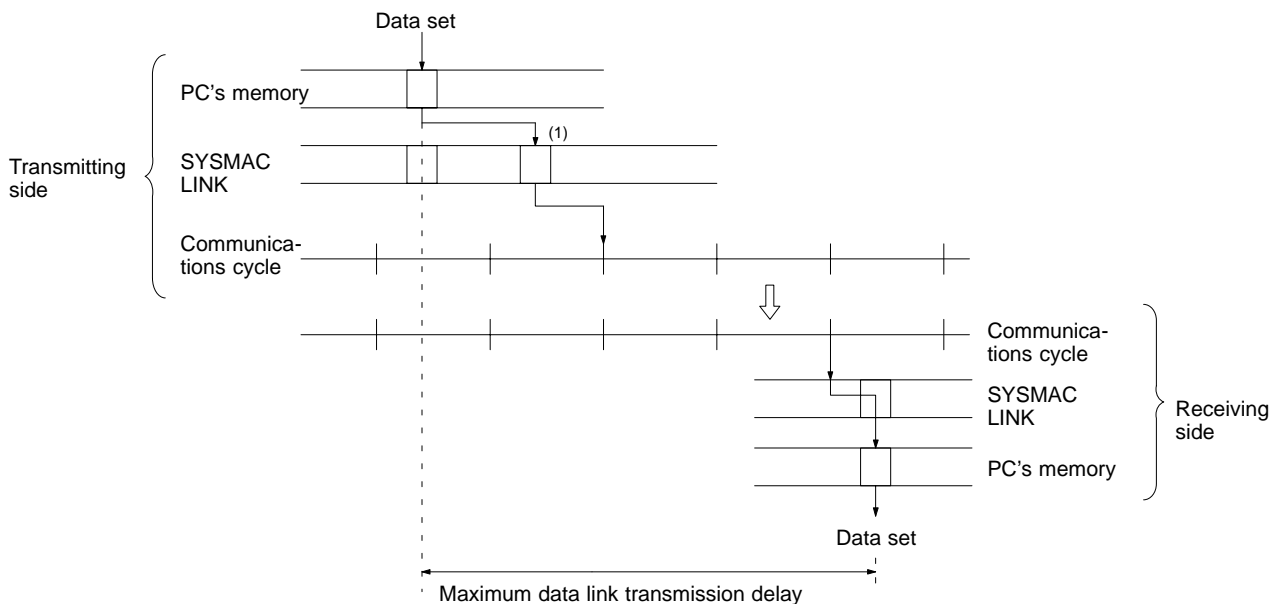 Data set
PC's memory
(1)
Transmitting
side
SYSMAC
LINK
Communica-
tions cycle
Communica-
tions cycle
SYSMAC
LINK
Receiving
side
PC's memory
Data set
Maximum data link transmission delay